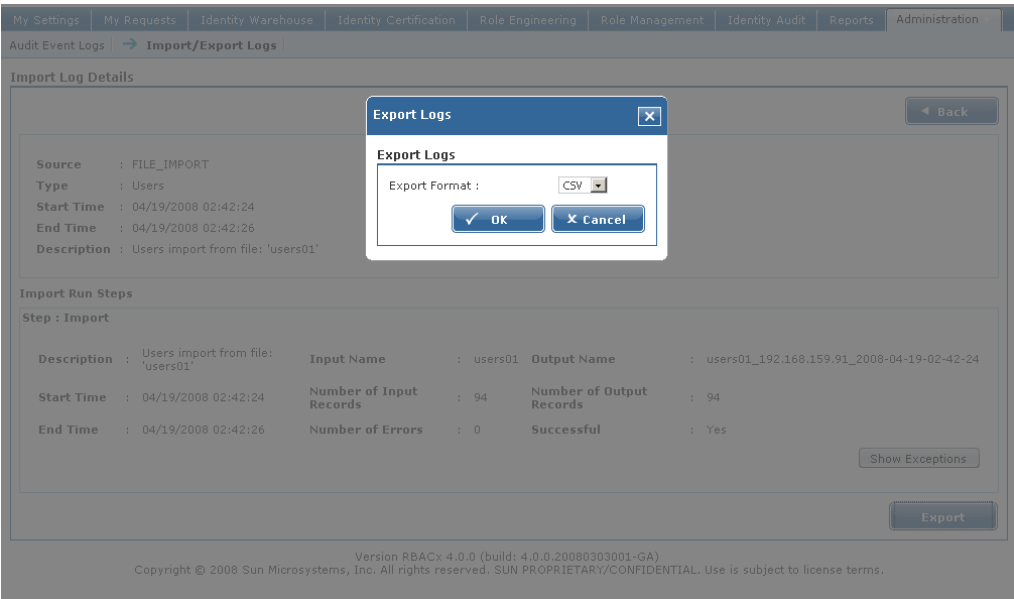 My Settings My Requests Identity Warehouse Identity Certification Role Engineering Role Management Identity Audit Reports Administration
Audit Event Logs → Import/Export Logs
Import Log Details
Back
Source : FILE_IMPORT
Type : Users
Start Time : 04/19/2008 02:42:24
End Time : 04/19/2008 02:42:26
Description : Users import from file: 'users01'
Export Logs
Export Logs
Export Format : CSV
OK Cancel
Import Run Steps
Step : Import
Description : Users import from file: 'users01' Input Name : users01 Output Name : users01_192.168.159.91_2008-04-19-02-42-24
Start Time : 04/19/2008 02:42:24 Number of Input Records : 94 Number of Output Records : 94
End Time : 04/19/2008 02:42:26 Number of Errors : 0 Successful : Yes
Show Exceptions
Export
Version RBACx 4.0.0 (build: 4.0.0.20080303001-GA)
Copyright © 2008 Sun Microsystems, Inc. All rights reserved. SUN PROPRIETARY/CONFIDENTIAL. Use is subject to license terms.